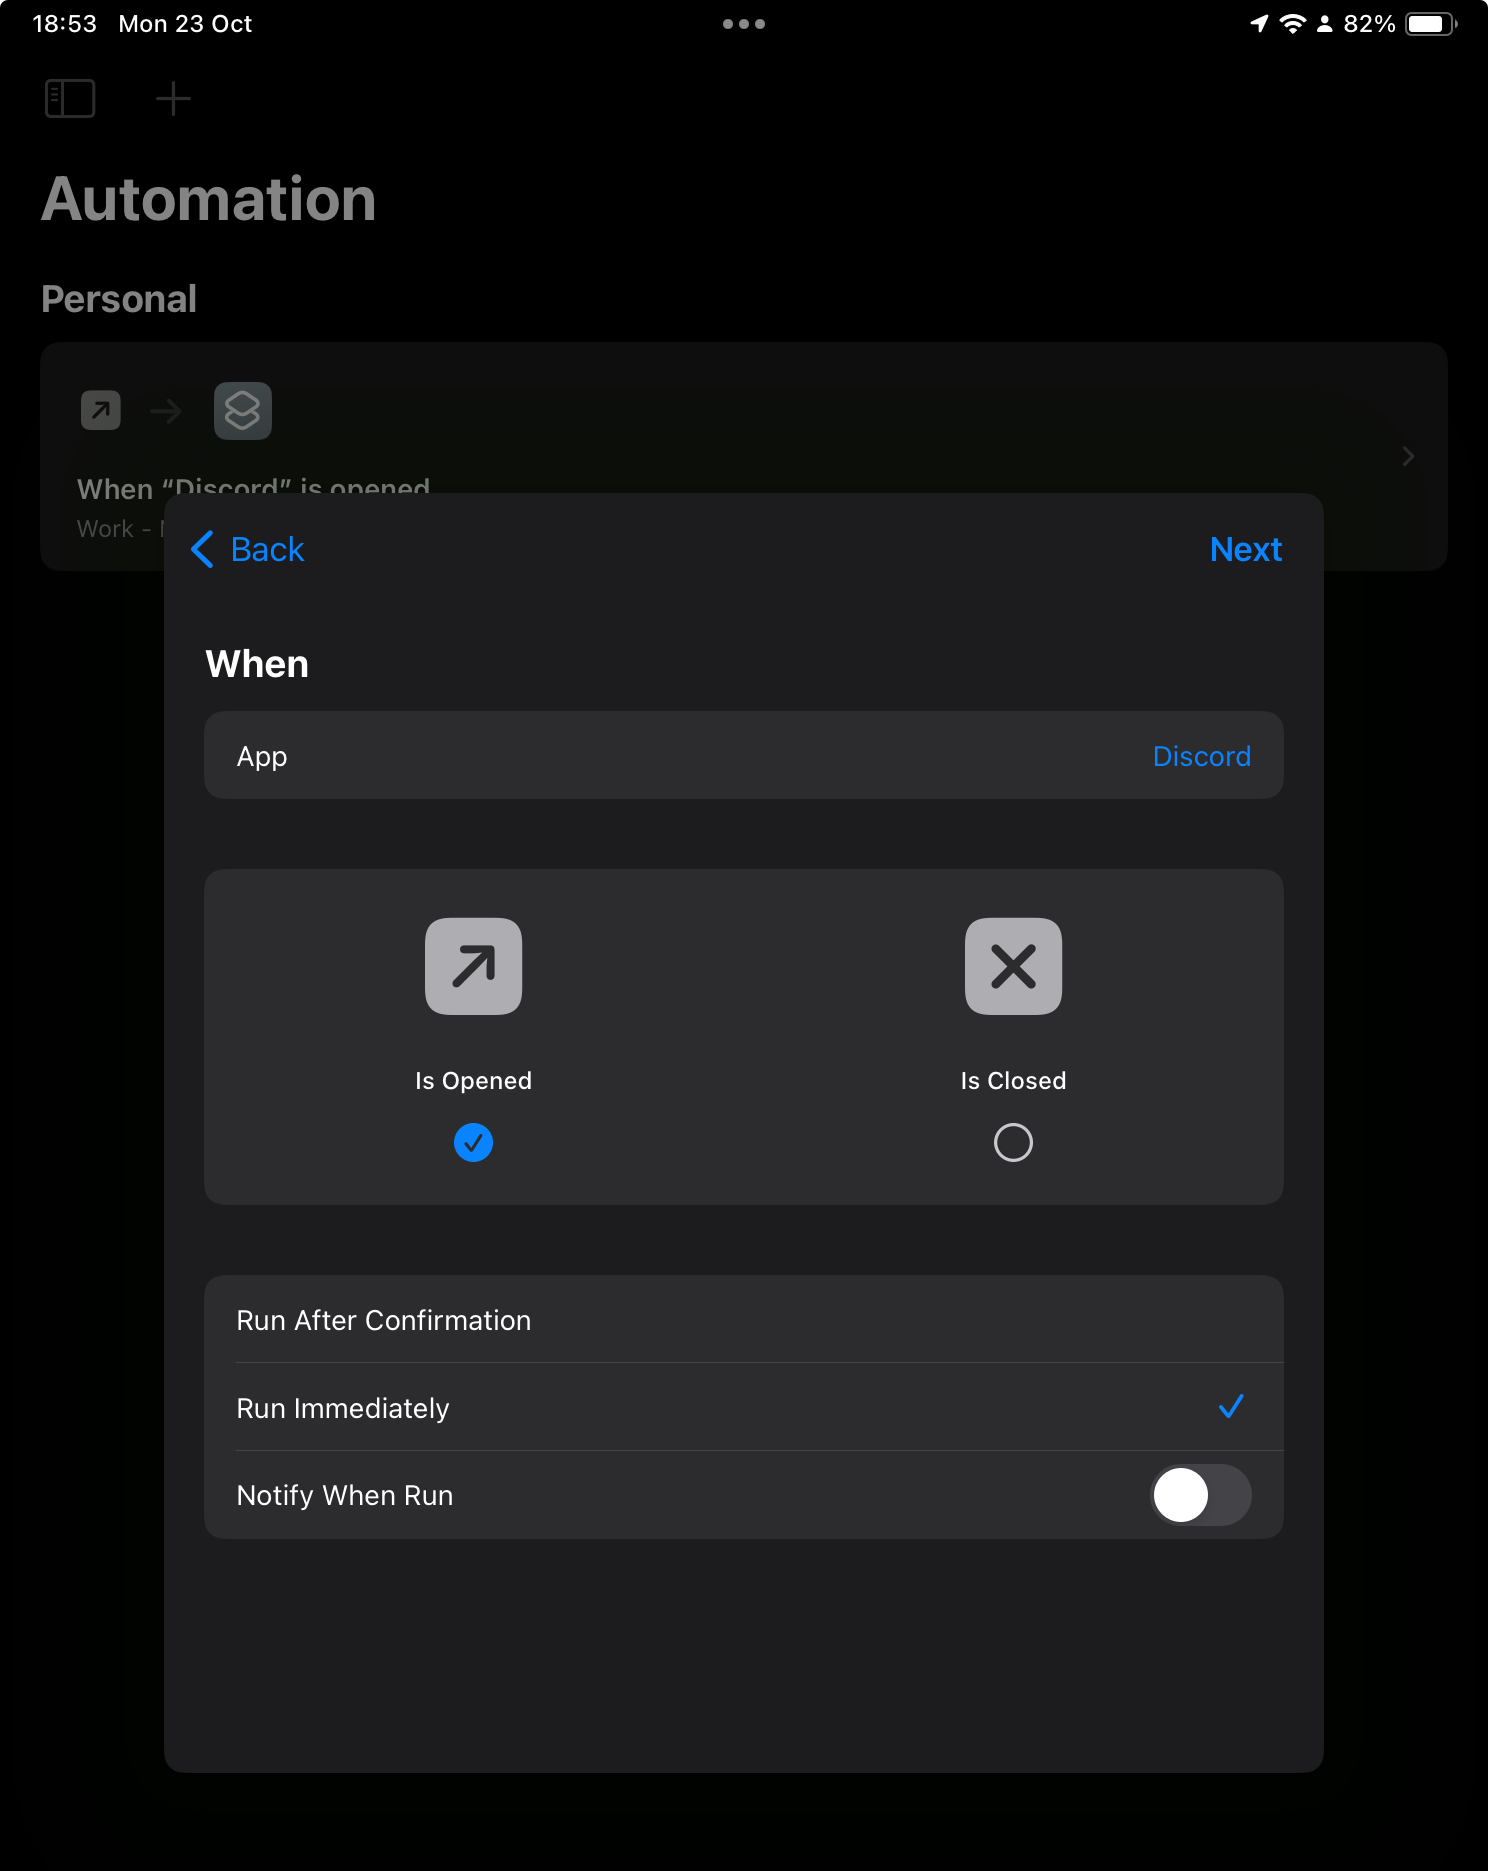 18:53 Mon 23 Oct 82%
Automation
Personal
When “Discord” is opened
Work -
Back Next
When
App Discord
Is Opened Is Closed
Run After Confirmation
Run Immediately
Notify When Run